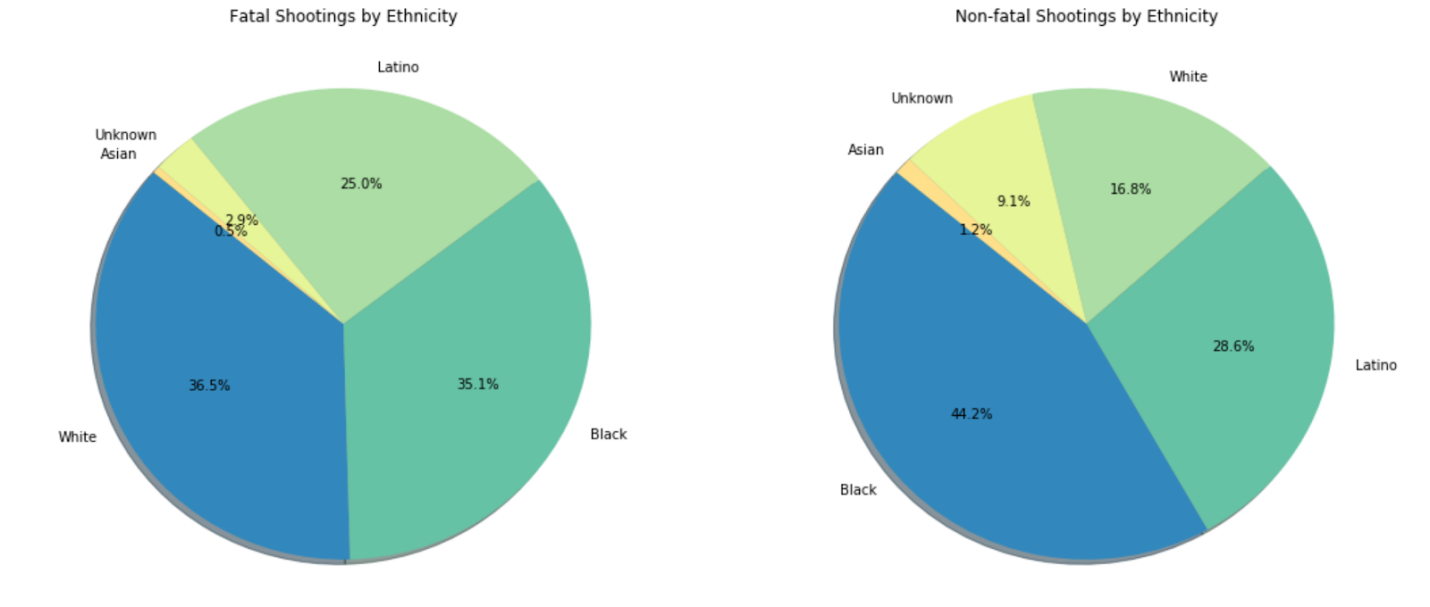 Fatal Shootings by Ethnicity
Latino
Unknown
Asian
25.0%
2.9%
0.5%
36.5%
35.1%
White
Black
Non-fatal Shootings by Ethnicity
White
Unknown
Asian
16.8%
9.1%
1.2%
28.6%
Latino
44.2%
Black